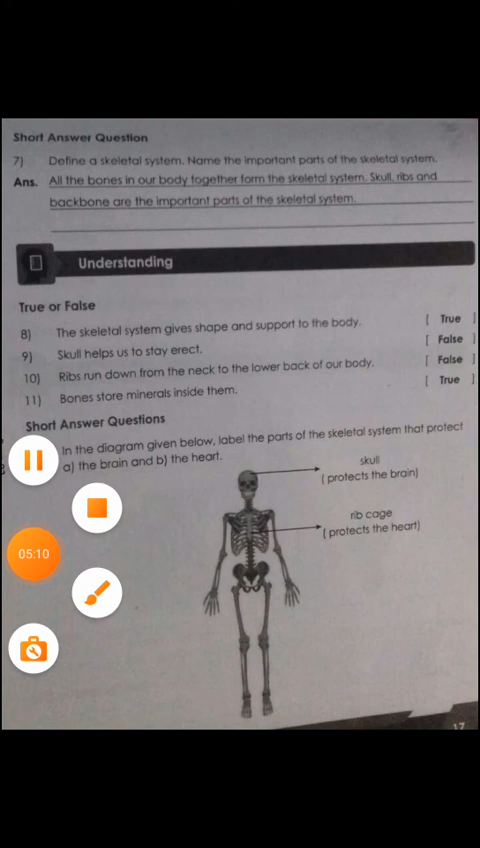 Short Answer Question
7) Define a skeletal system. Name the important parts of the skeletal system.
Ans. All the bones in our body together form the skeletal system. Skull, ribs and
backbone are the important parts of the skeletal system.
Understanding
True or False
8) The skeletal system gives shape and support to the body. [ True ]
9) Skull helps us to stay erect. [ False ]
10) Ribs run down from the neck to the lower back of our body. [ False ]
11) Bones store minerals inside them. [ True ]
Short Answer Questions
In the diagram given below, label the parts of the skeletal system that protect
a) the brain and b) the heart.
skull
( protects the brain)
rib cage
( protects the heart)
05:10
17